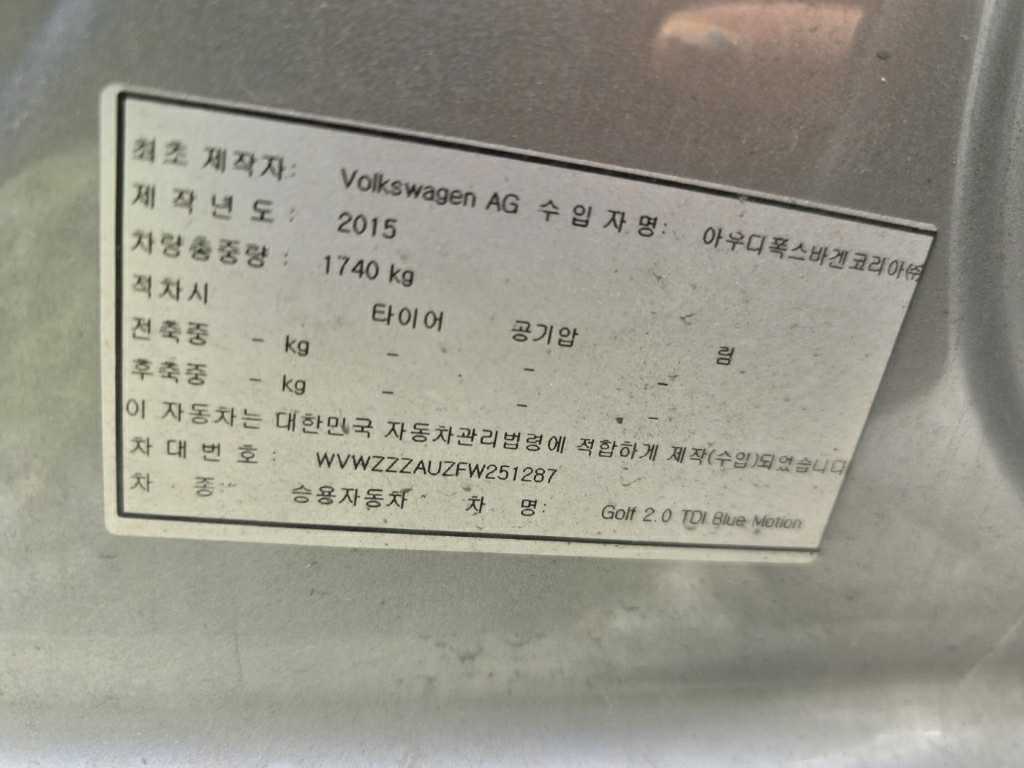 최초 제작자: Volkswagen AG 수 입 자 명: 아우디폭스바겐코리아㈜
제 작 년 도 : 2015
차량총중량 : 1740 kg
적차시 타이어 공기압 림
전축중 - kg - - -
후축중 - kg - - -
이 자동차는 대한민국 자동차관리법령에 적합하게 제작(수입)되었습니다
차 대 번 호 : WVWZZZAUZFW251287
차 종: 승용자동차 차 명: Golf 2.0 TDI Blue Motion